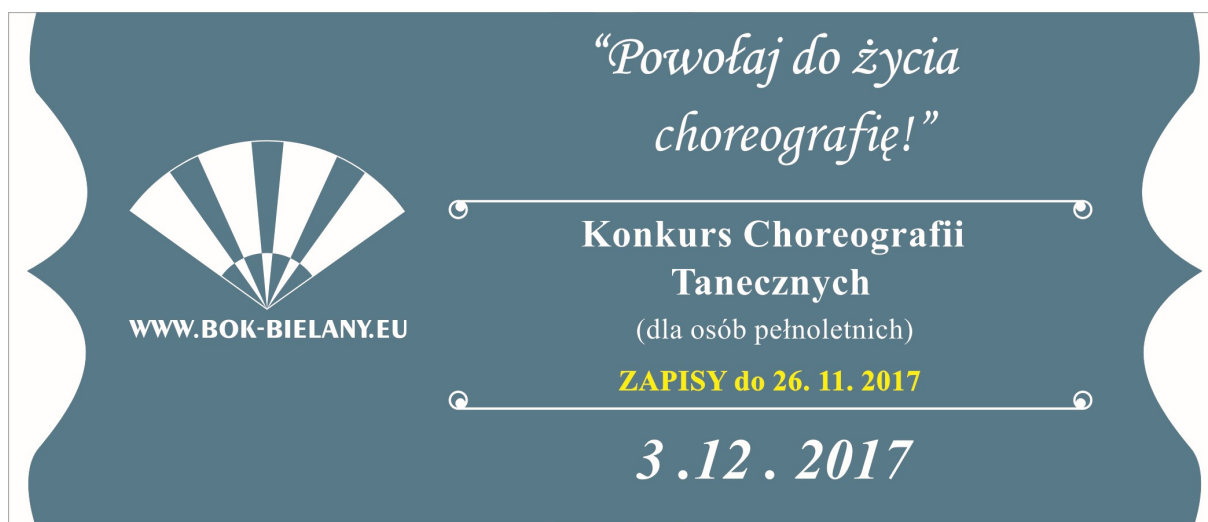 “Powołaj do życia
choreografię!”
WWW.BOK-BIELANY.EU
Konkurs Choreografii
Tanecznych
(dla osób pełnoletnich)
ZAPISY do 26. 11. 2017
3 .12 . 2017